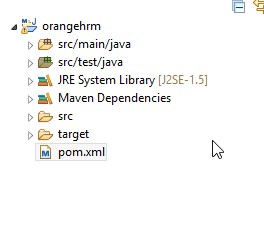 orangehrm
src/main/java
src/test/java
JRE System Library [J2SE-1.5]
Maven Dependencies
src
target
pom.xml